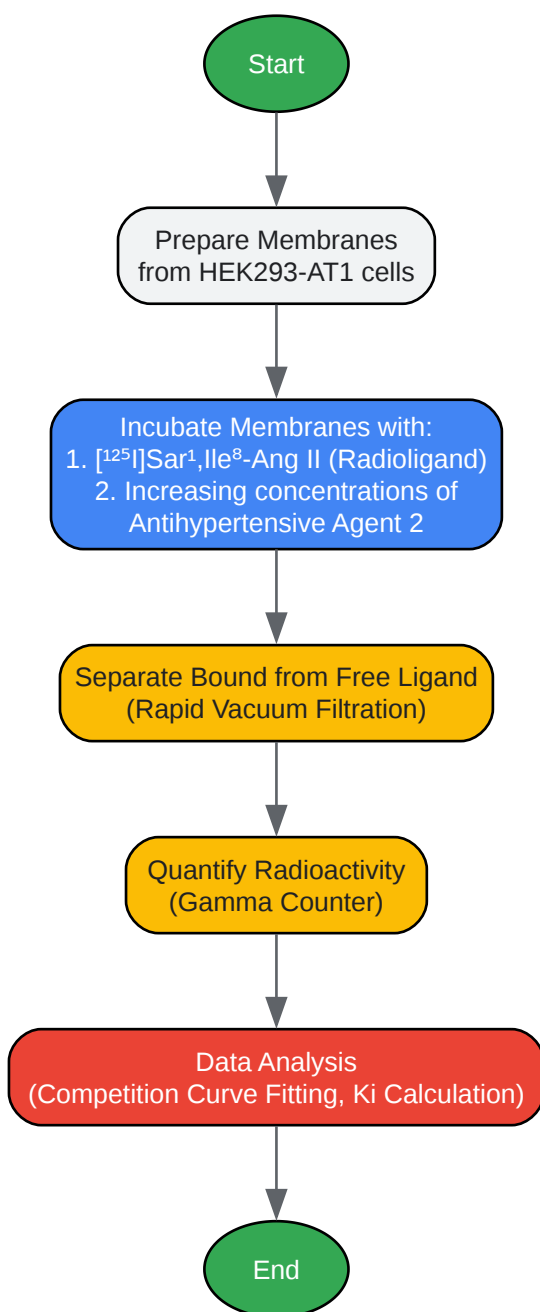 Start
Prepare Membranes
from HEK293-AT1 cells
Incubate Membranes with:
1. [¹²⁵I]Sar¹,Ile⁸-Ang II (Radioligand)
2. Increasing concentrations of
Antihypertensive Agent 2
Separate Bound from Free Ligand
(Rapid Vacuum Filtration)
Quantify Radioactivity
(Gamma Counter)
Data Analysis
(Competition Curve Fitting, Ki Calculation)
End